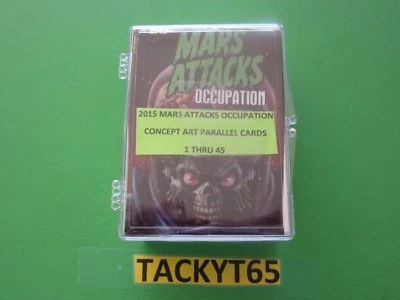 MARS
ATTACKS
OCCUPATION
2015 MARS ATTACKS OCCUPATION
CONCEPT ART PARALLEL CARDS
1 THRU 45
TACKYT65